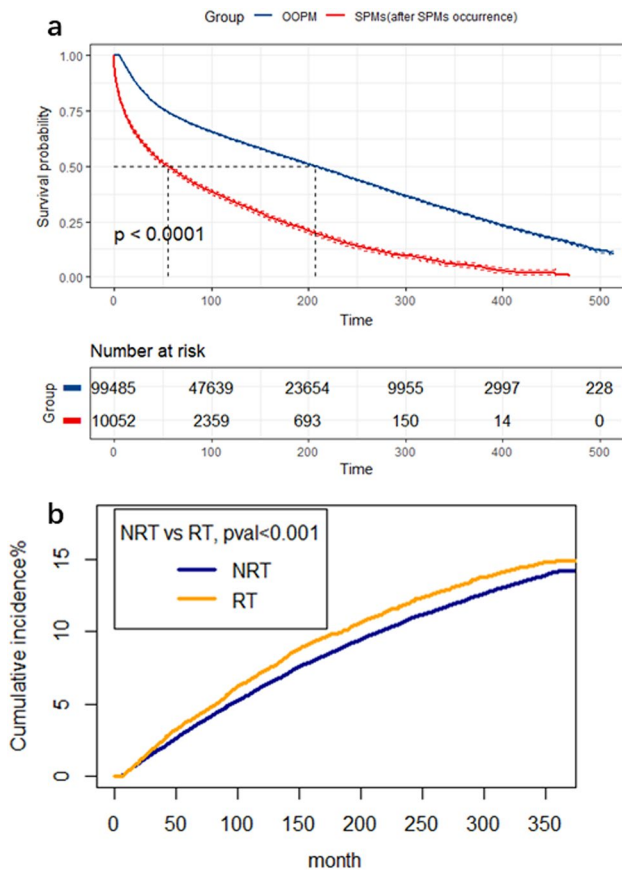 Group OOPM SPMs(after SPMs occurrence)
a
1.00
0.75
0.50
0.25
0.00
Survival probability
p < 0.0001
0 100 200 300 400 500
Time
Number at risk
Group
99485 47639 23654 9955 2997 228
10052 2359 693 150 14 0
0 100 200 300 400 500
Time
b
NRT vs RT, pval<0.001
NRT
RT
15
10
5
0
Cumulative incidence%
0 50 100 150 200 250 300 350
month